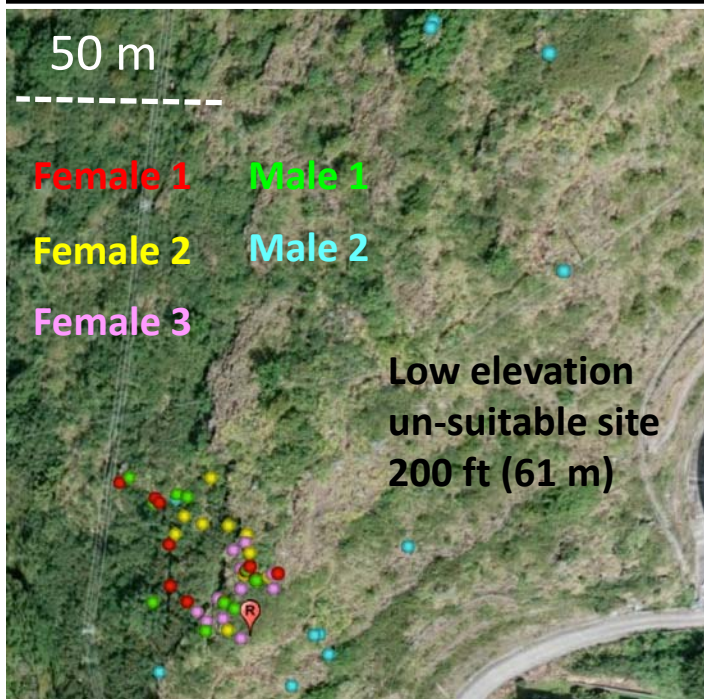 50 m
Female 1 Male 1
Female 2 Male 2
Female 3
Low elevation
un-suitable site
200 ft (61 m)
R